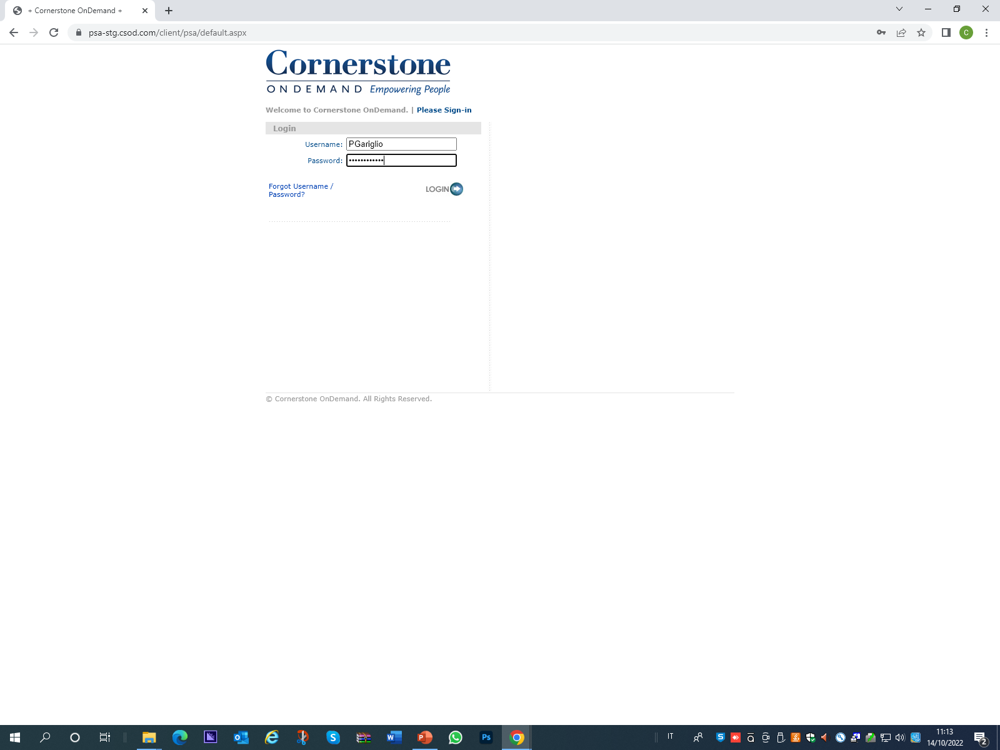 + Cornerstone OnDemand +
psa-stg.csod.com/client/psa/default.aspx
C
Cornerstone
ONDEMAND Empowering People
Welcome to Cornerstone OnDemand. | Please Sign-in
Login
Username: PGariglio
Password: ••••••••••••
Forgot Username /
Password?
LOGIN
© Cornerstone OnDemand. All Rights Reserved.
IT
11:13
14/10/2022
2